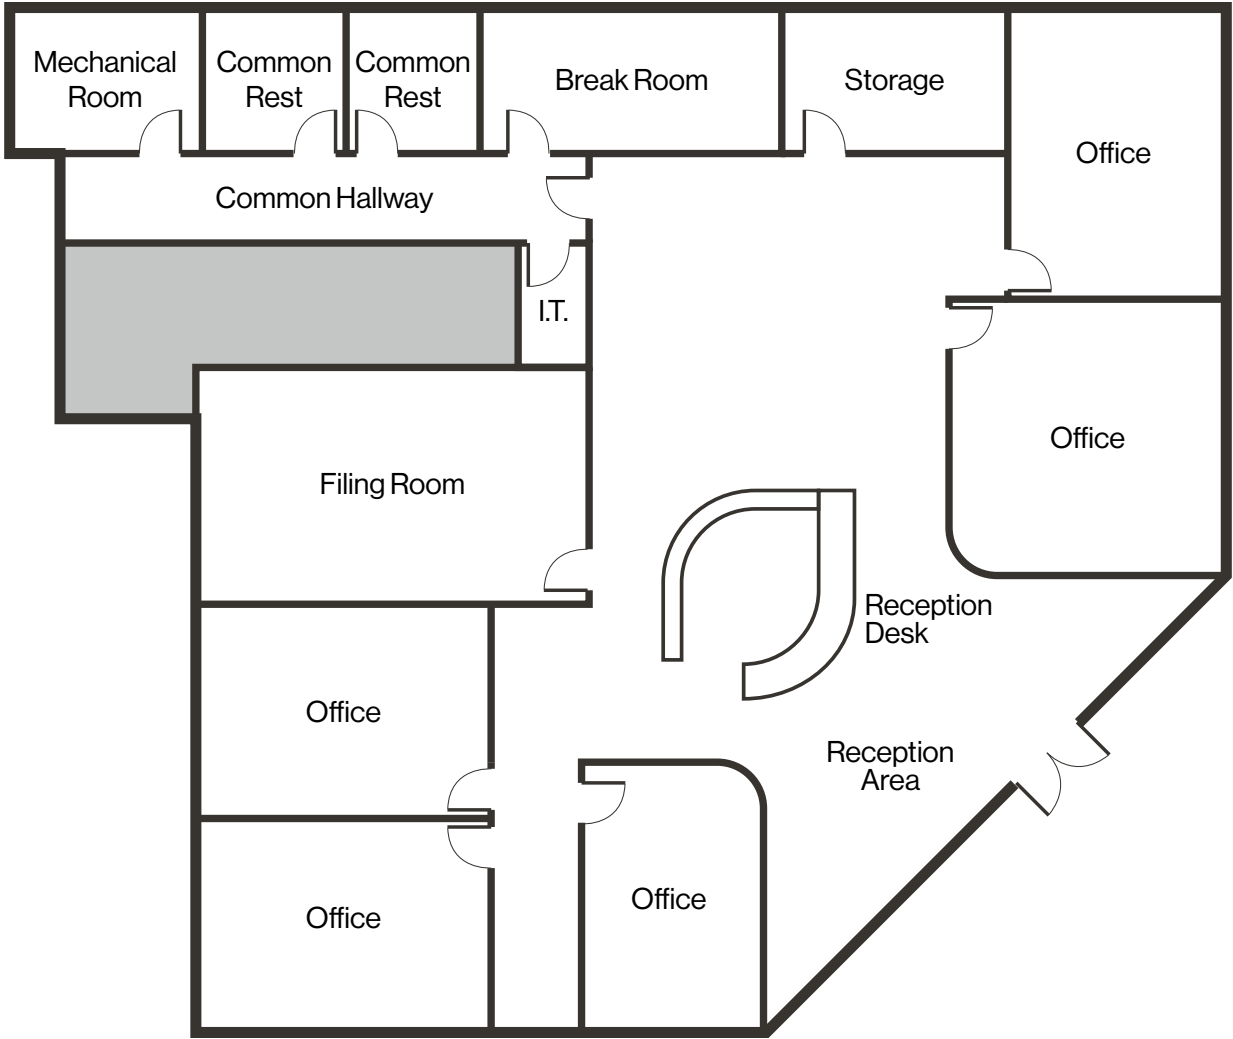 Mechanical
Room
Common
Rest
Common
Rest
Break Room
Storage
Office
Common Hallway
I.T.
Office
Filing Room
Reception
Desk
Office
Reception
Area
Office
Office